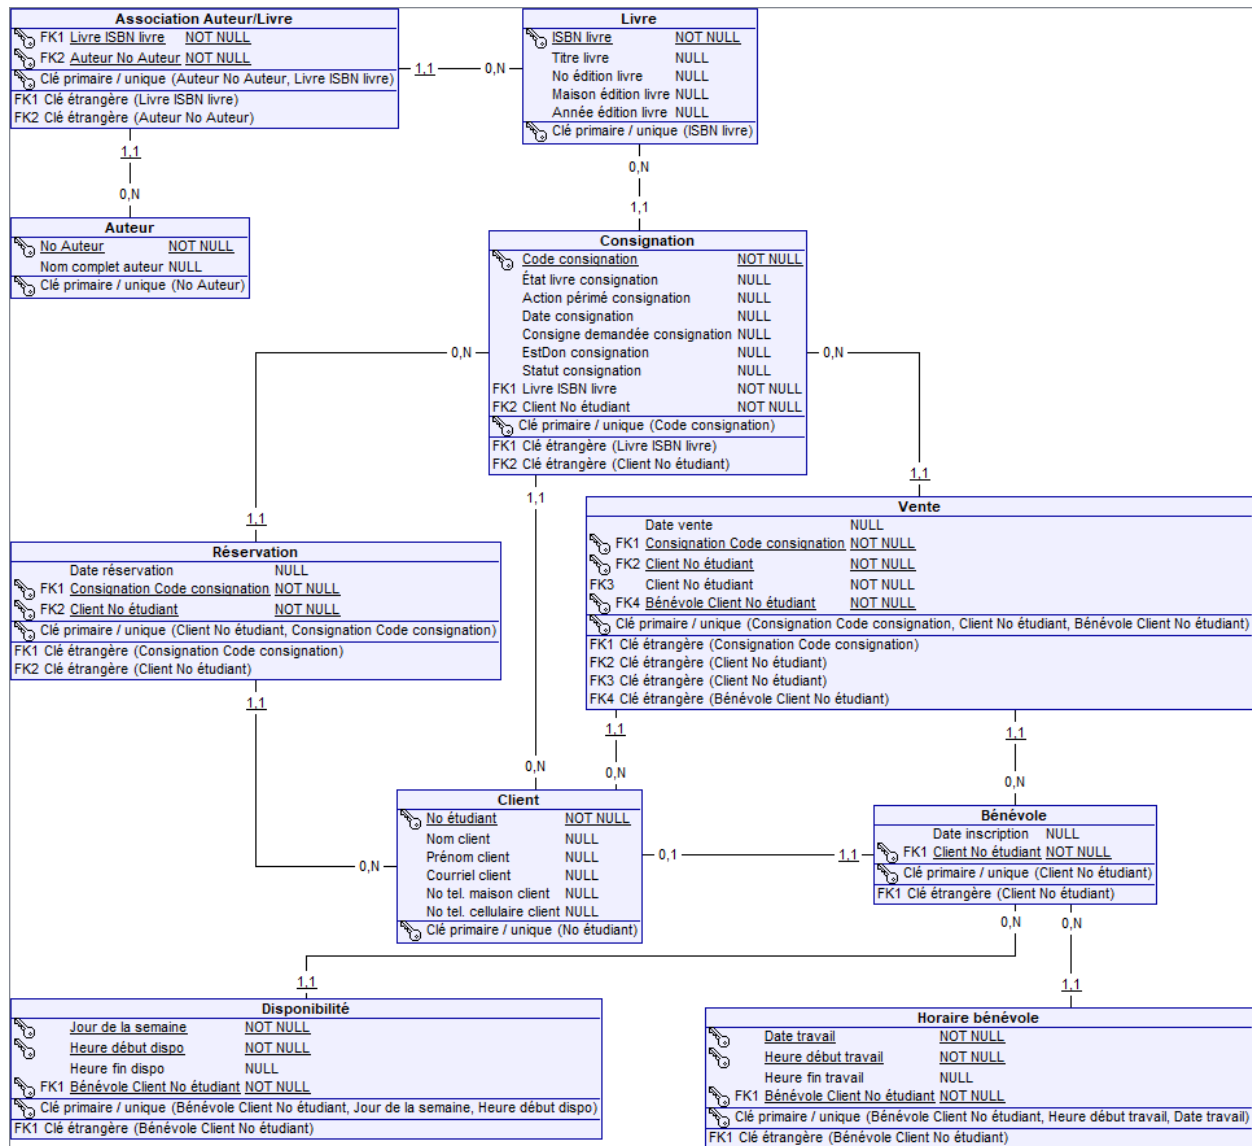 Association Auteur/Livre
FK1 Livre ISBN livre NOT NULL
FK2 Auteur No Auteur NOT NULL
Clé primaire / unique (Auteur No Auteur, Livre ISBN livre)
FK1 Clé étrangère (Livre ISBN livre)
FK2 Clé étrangère (Auteur No Auteur)
1,1
0,N
Livre
ISBN livre NOT NULL
Titre livre NULL
No édition livre NULL
Maison édition livre NULL
Année édition livre NULL
Clé primaire / unique (ISBN livre)
1,1
0,N
0,N
1,1
Auteur
No Auteur NOT NULL
Nom complet auteur NULL
Clé primaire / unique (No Auteur)
Consignation
Code consignation NOT NULL
État livre consignation NULL
Action périmé consignation NULL
Date consignation NULL
Consigne demandée consignation NULL
EstDon consignation NULL
Statut consignation NULL
FK1 Livre ISBN livre NOT NULL
FK2 Client No étudiant NOT NULL
Clé primaire / unique (Code consignation)
FK1 Clé étrangère (Livre ISBN livre)
FK2 Clé étrangère (Client No étudiant)
0,N
0,N
1,1
1,1
1,1
Réservation
Date réservation NULL
FK1 Consignation Code consignation NOT NULL
FK2 Client No étudiant NOT NULL
Clé primaire / unique (Client No étudiant, Consignation Code consignation)
FK1 Clé étrangère (Consignation Code consignation)
FK2 Clé étrangère (Client No étudiant)
Vente
Date vente NULL
FK1 Consignation Code consignation NOT NULL
FK2 Client No étudiant NOT NULL
FK3 Client No étudiant NOT NULL
FK4 Bénévole Client No étudiant NOT NULL
Clé primaire / unique (Consignation Code consignation, Client No étudiant, Bénévole Client No étudiant)
FK1 Clé étrangère (Consignation Code consignation)
FK2 Clé étrangère (Client No étudiant)
FK3 Clé étrangère (Client No étudiant)
FK4 Clé étrangère (Bénévole Client No étudiant)
1,1
1,1
1,1
0,N
0,N
0,N
Client
No étudiant NOT NULL
Nom client NULL
Prénom client NULL
Courriel client NULL
No tel. maison client NULL
No tel. cellulaire client NULL
Clé primaire / unique (No étudiant)
0,N
0,1
1,1
Bénévole
Date inscription NULL
FK1 Client No étudiant NOT NULL
Clé primaire / unique (Client No étudiant)
FK1 Clé étrangère (Client No étudiant)
0,N
0,N
1,1
1,1
Disponibilité
Jour de la semaine NOT NULL
Heure début dispo NOT NULL
Heure fin dispo NULL
FK1 Bénévole Client No étudiant NOT NULL
Clé primaire / unique (Bénévole Client No étudiant, Jour de la semaine, Heure début dispo)
FK1 Clé étrangère (Bénévole Client No étudiant)
Horaire bénévole
Date travail NOT NULL
Heure début travail NOT NULL
Heure fin travail NULL
FK1 Bénévole Client No étudiant NOT NULL
Clé primaire / unique (Bénévole Client No étudiant, Heure début travail, Date travail)
FK1 Clé étrangère (Bénévole Client No étudiant)